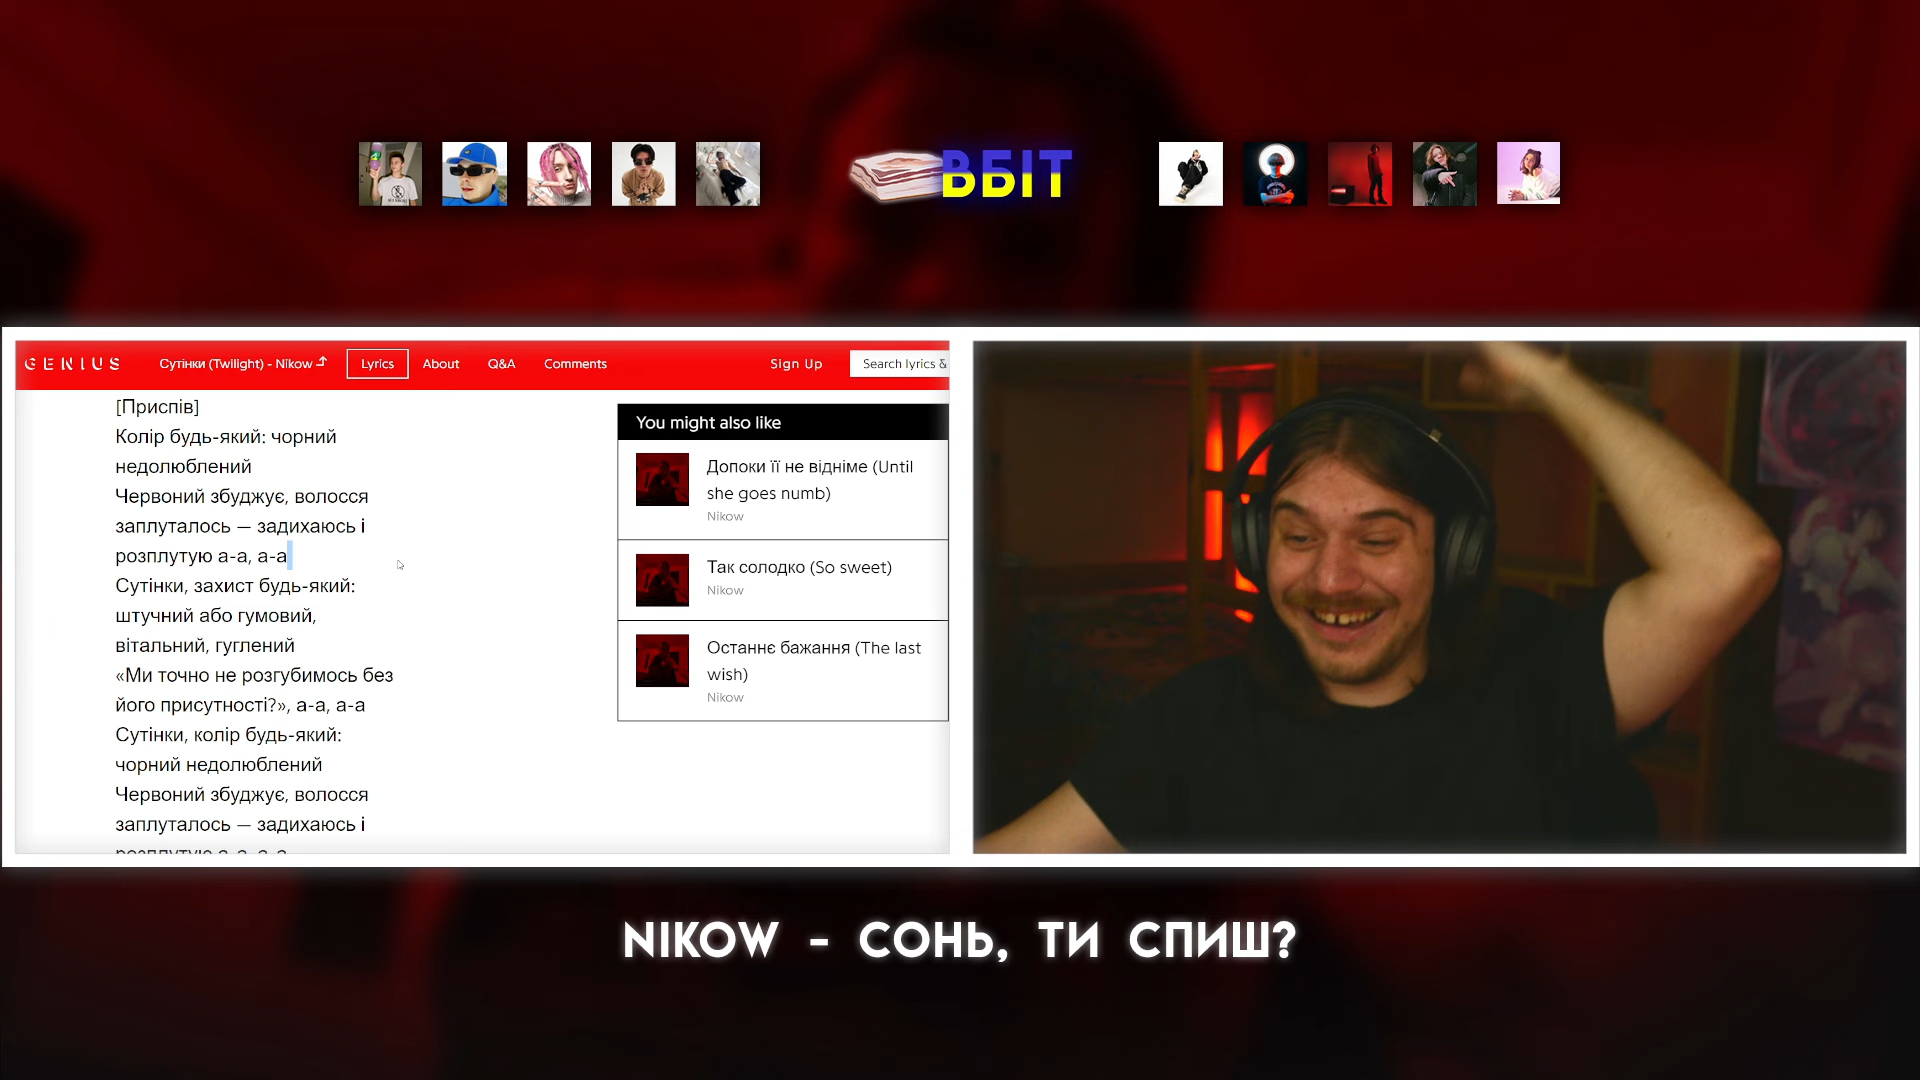 ВБІТ
GENIUS
Сутінки (Twilight) - Nikow
Lyrics
About
Q&A
Comments
Sign Up
Search lyrics &
[Приспів]
Колір будь-який: чорний
недолюблений
Червоний збуджує, волосся
заплуталось — задихаюсь і
розплутую а-а, а-а
Сутінки, захист будь-який:
штучний або гумовий,
вітальний, гуглений
«Ми точно не розгубимось без
його присутності?», а-а, а-а
Сутінки, колір будь-який:
чорний недолюблений
Червоний збуджує, волосся
заплуталось — задихаюсь і
розплутую а-а, а-а
You might also like
Допоки її не відніме (Until
she goes numb)
Nikow
Так солодко (So sweet)
Nikow
Останнє бажання (The last
wish)
Nikow
NIKOW - СОНЬ, ТИ СПИШ?